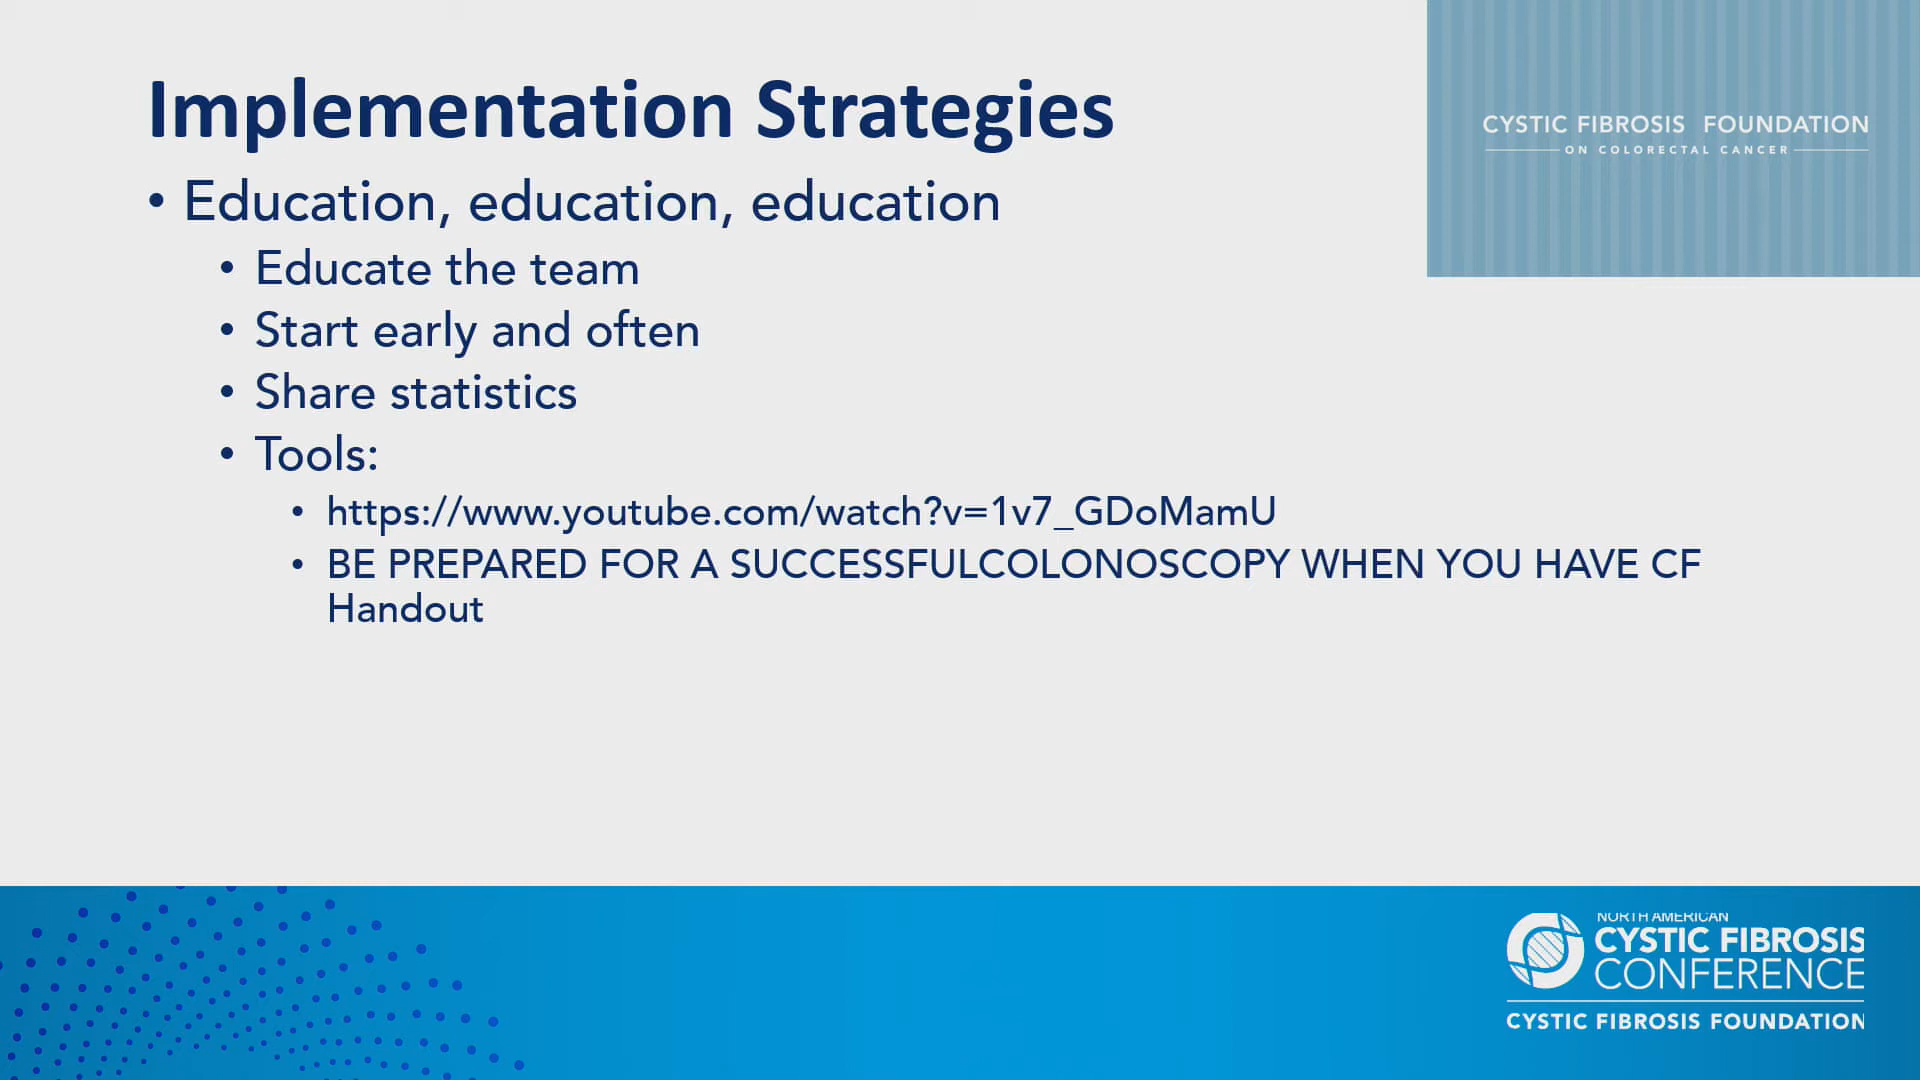 Implementation Strategies
CYSTIC FIBROSIS FOUNDATION
ON COLORECTAL CANCER
• Education, education, education
• Educate the team
• Start early and often
• Share statistics
• Tools:
• https://www.youtube.com/watch?v=1v7_GDoMamU
• BE PREPARED FOR A SUCCESSFULCOLONOSCOPY WHEN YOU HAVE CF
Handout
NORTH AMERICAN
CYSTIC FIBROSIS
CONFERENCE
CYSTIC FIBROSIS FOUNDATION